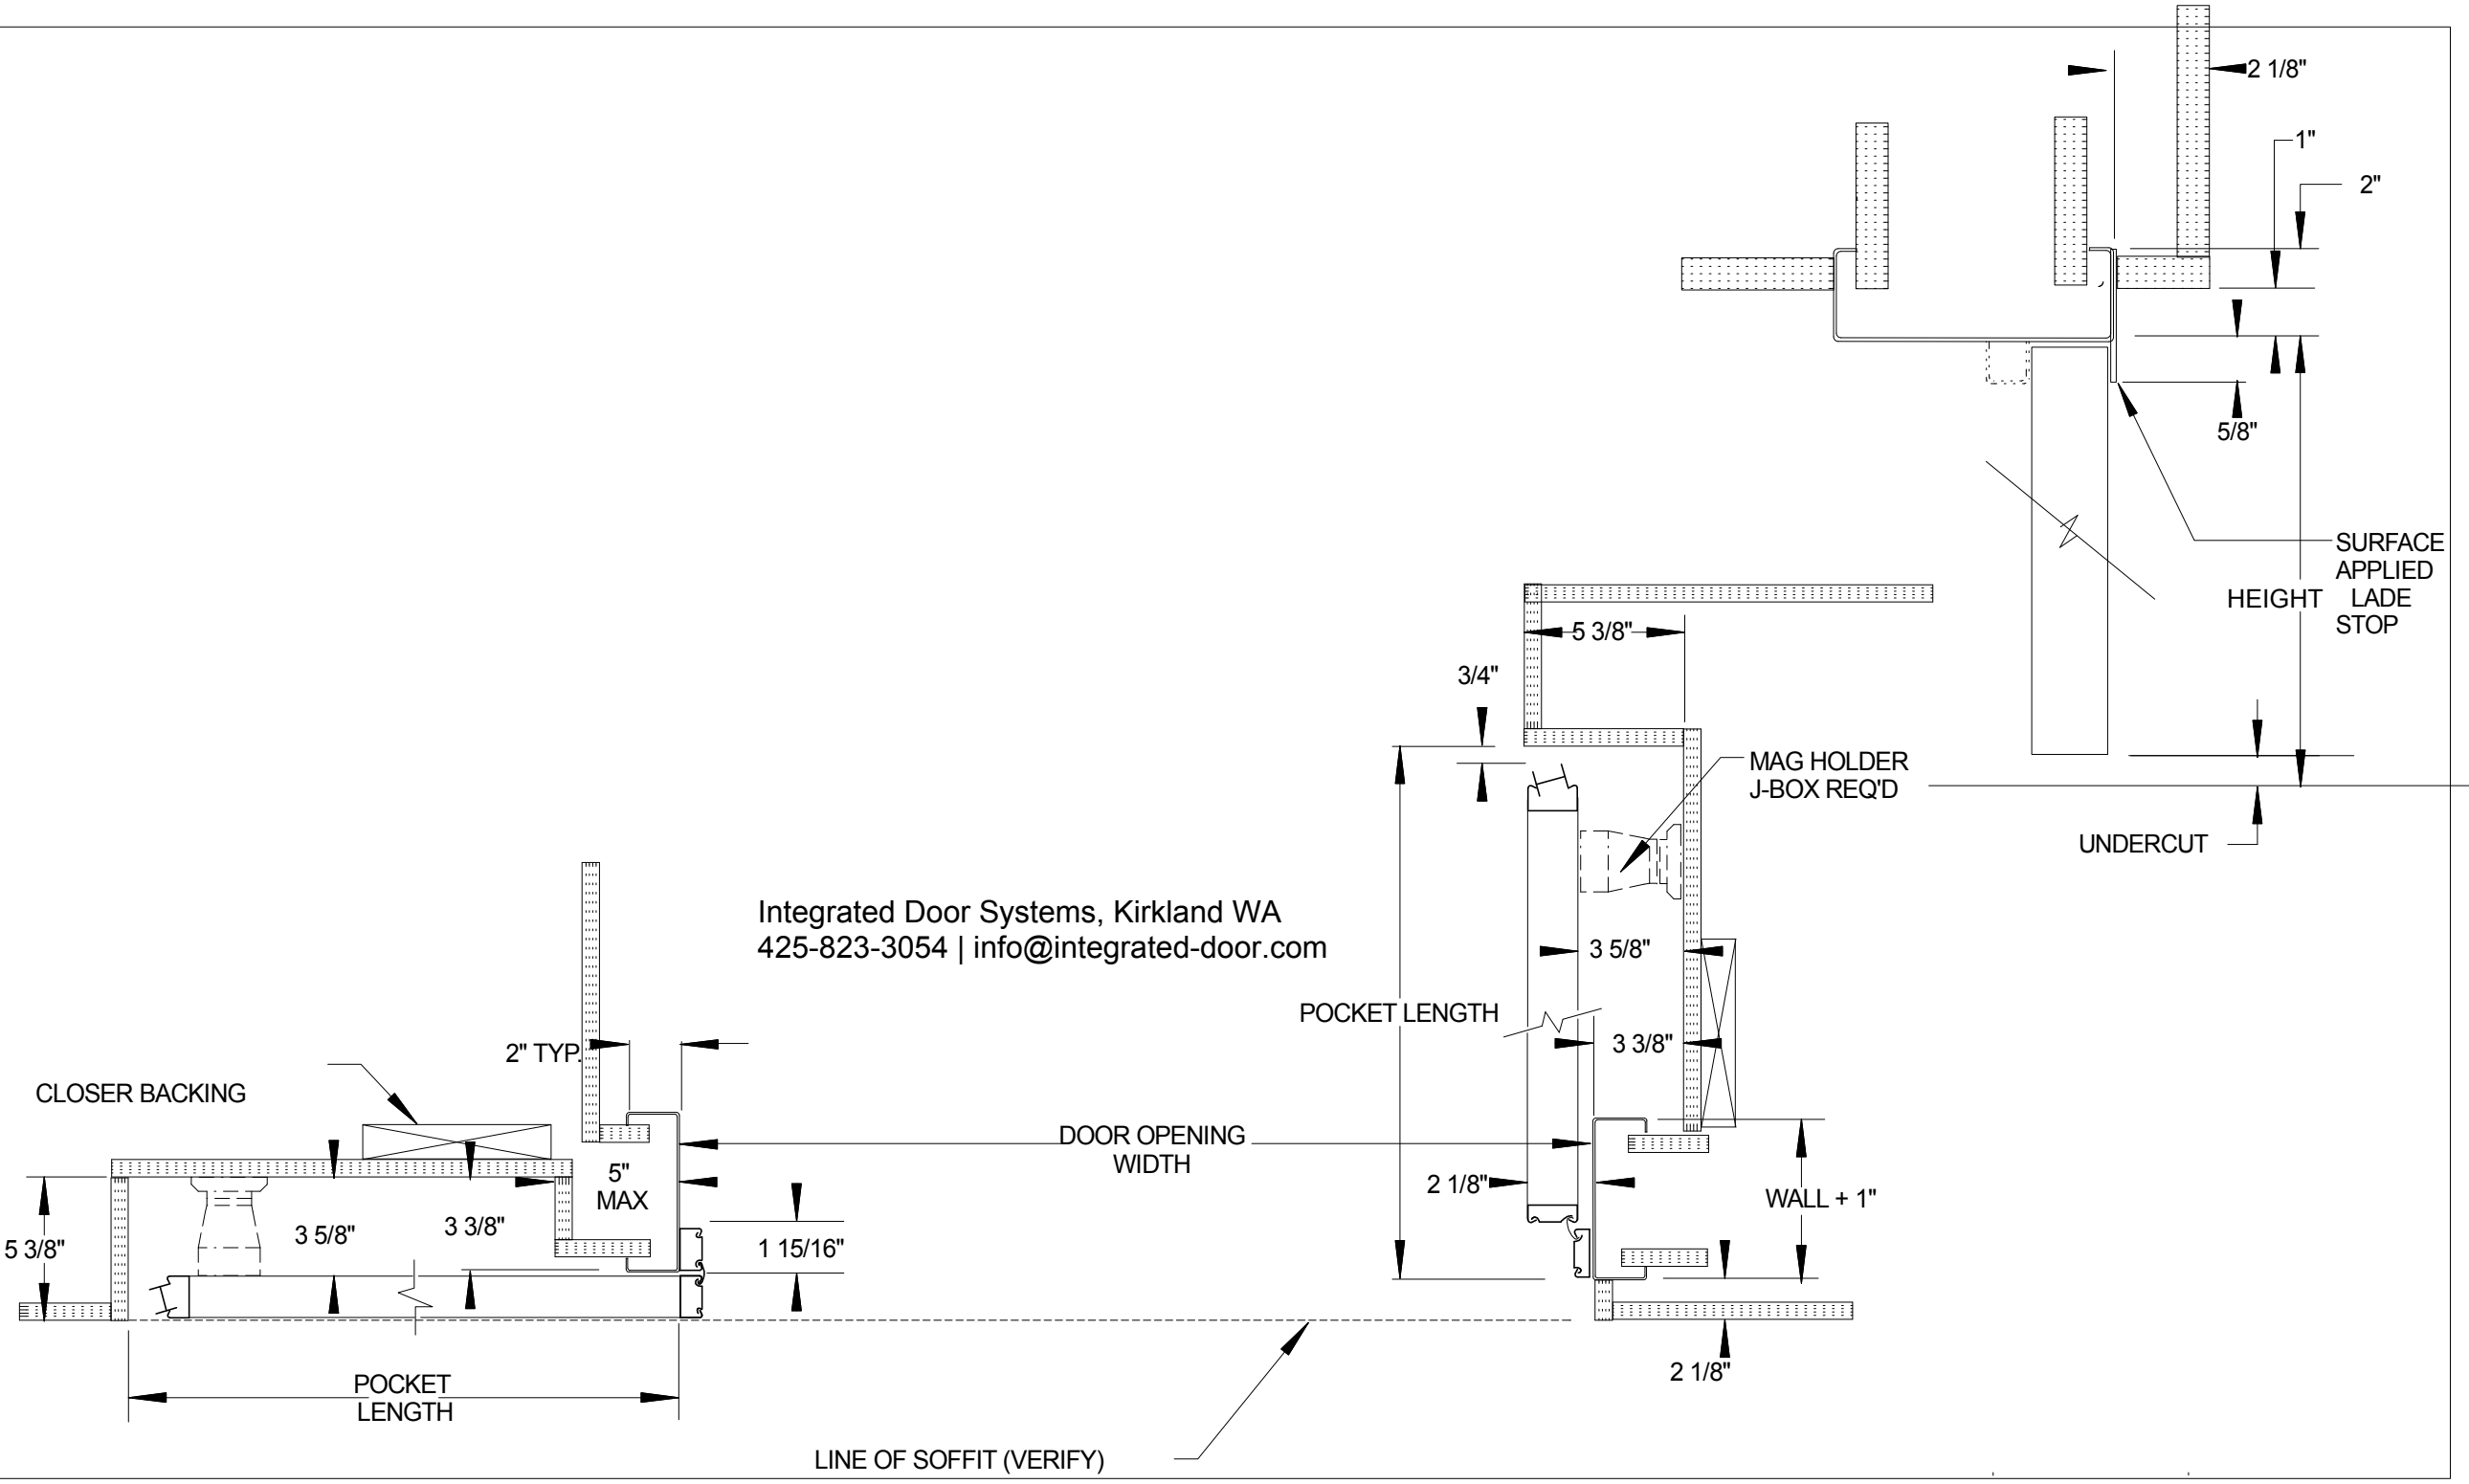 2 1/8"
1"
2"
5/8"
SURFACE
APPLIED
LADE
STOP
HEIGHT
5 3/8"
3/4"
MAG HOLDER
J-BOX REQ'D
UNDERCUT
Integrated Door Systems, Kirkland WA
425-823-3054 | info@integrated-door.com
3 5/8"
POCKET LENGTH
3 3/8"
2" TYP.
CLOSER BACKING
DOOR OPENING
WIDTH
5"
MAX
2 1/8"
WALL + 1"
3 5/8"
3 3/8"
5 3/8"
1 15/16"
2 1/8"
POCKET
LENGTH
LINE OF SOFFIT (VERIFY)